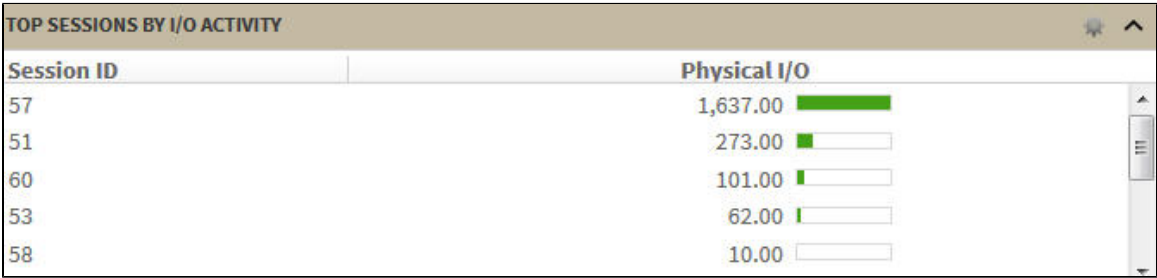 TOP SESSIONS BY I/O ACTIVITY
Session ID Physical I/O
57 1,637.00
51 273.00
60 101.00
53 62.00
58 10.00